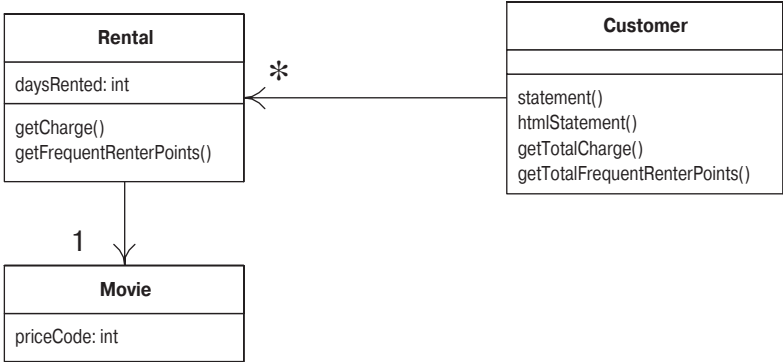 Rental
daysRented: int
getCharge()
getFrequentRenterPoints()
*
Customer
statement()
htmlStatement()
getTotalCharge()
getTotalFrequentRenterPoints()
1
Movie
priceCode: int